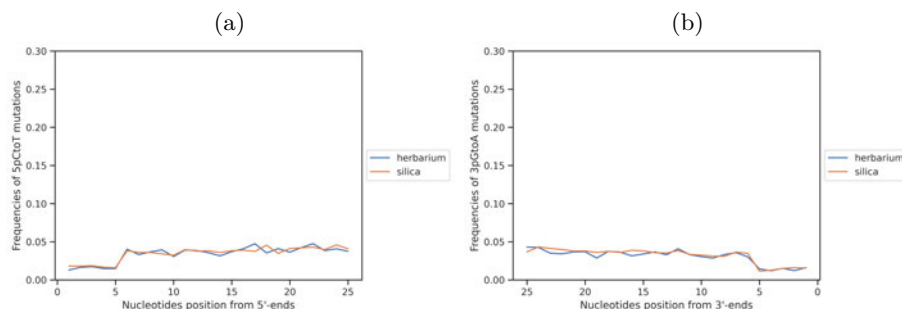 (a)
0.30
0.25
0.20
0.15
0.10
0.05
0.00
Frequencies of 5pCtoT mutations
0 5 10 15 20 25
Nucleotides position from 5'-ends
herbarium
silica
(b)
0.30
0.25
0.20
0.15
0.10
0.05
0.00
Frequencies of 3pGtoA mutations
25 20 15 10 5 0
Nucleotides position from 3'-ends
herbarium
silica